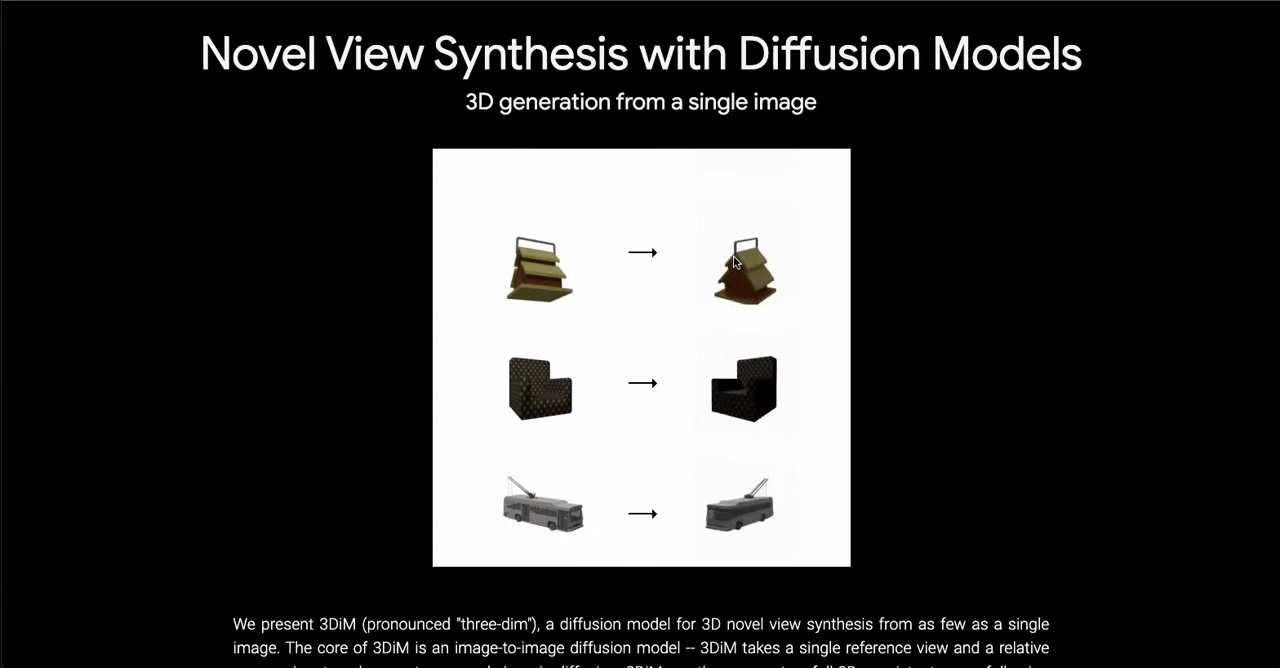 Novel View Synthesis with Diffusion Models
3D generation from a single image
We present 3DiM (pronounced "three-dim"), a diffusion model for 3D novel view synthesis from as few as a single
image. The core of 3DiM is an image-to-image diffusion model -- 3DiM takes a single reference view and a relative